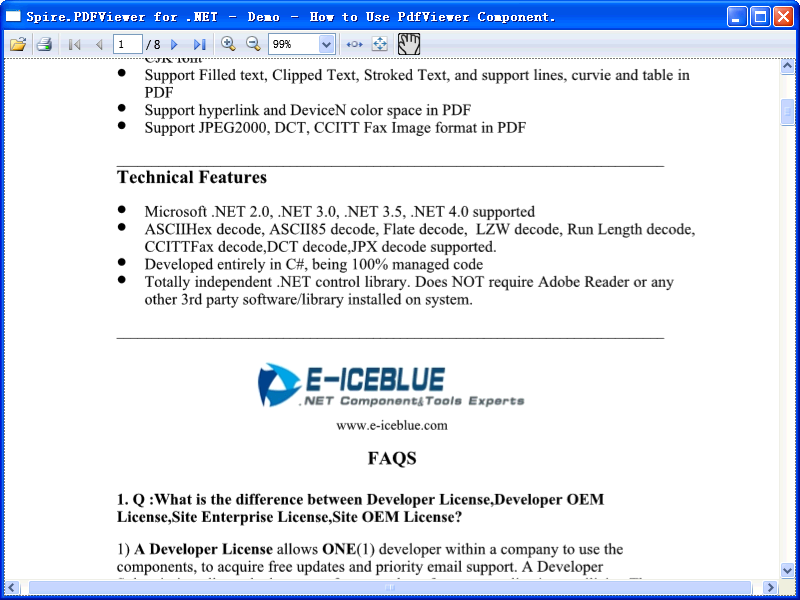 Spire.PDFViewer for .NET - Demo - How to Use PdfViewer Component.
1 / 8 99%
CJK font
Support Filled text, Clipped Text, Stroked Text, and support lines, curvie and table in
PDF
Support hyperlink and DeviceN color space in PDF
Support JPEG2000, DCT, CCITT Fax Image format in PDF
Technical Features
Microsoft .NET 2.0, .NET 3.0, .NET 3.5, .NET 4.0 supported
ASCIIHex decode, ASCII85 decode, Flate decode, LZW decode, Run Length decode,
CCITTFax decode,DCT decode,JPX decode supported.
Developed entirely in C#, being 100% managed code
Totally independent .NET control library. Does NOT require Adobe Reader or any
other 3rd party software/library installed on system.
E-ICEBLUE
.NET Component&Tools Experts
www.e-iceblue.com
FAQS
1. Q :What is the difference between Developer License,Developer OEM
License,Site Enterprise License,Site OEM License?
1) A Developer License allows ONE(1) developer within a company to use the
components, to acquire free updates and priority email support. A Developer